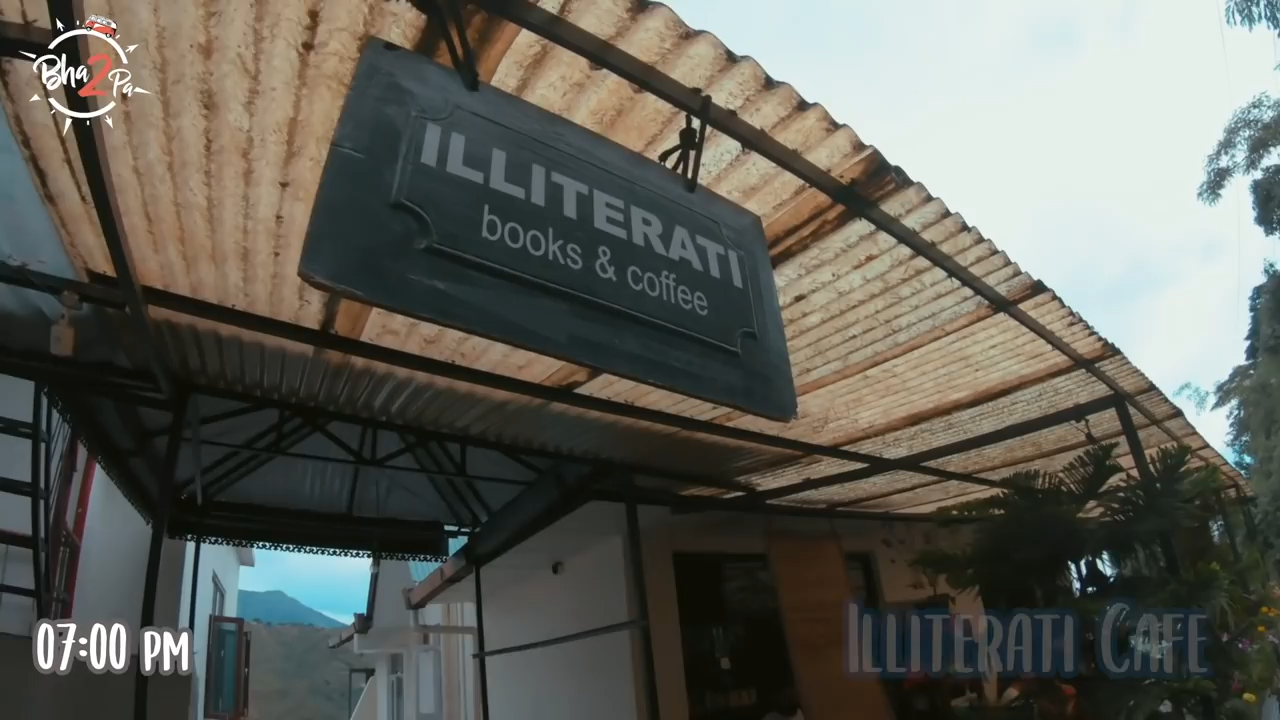 Bha2Pa
ILLITERATI
books & coffee
07:00 PM
ILLITERATI CAFE